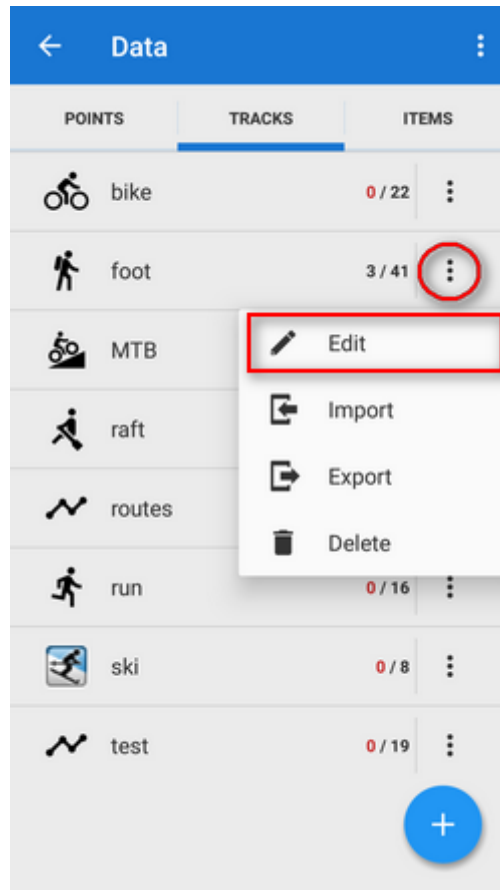 Data
POINTS TRACKS ITEMS
bike 0 / 22
foot 3 / 41
MTB Edit
Import
raft
Export
routes
Delete
run 0 / 16
ski 0 / 8
test 0 / 19